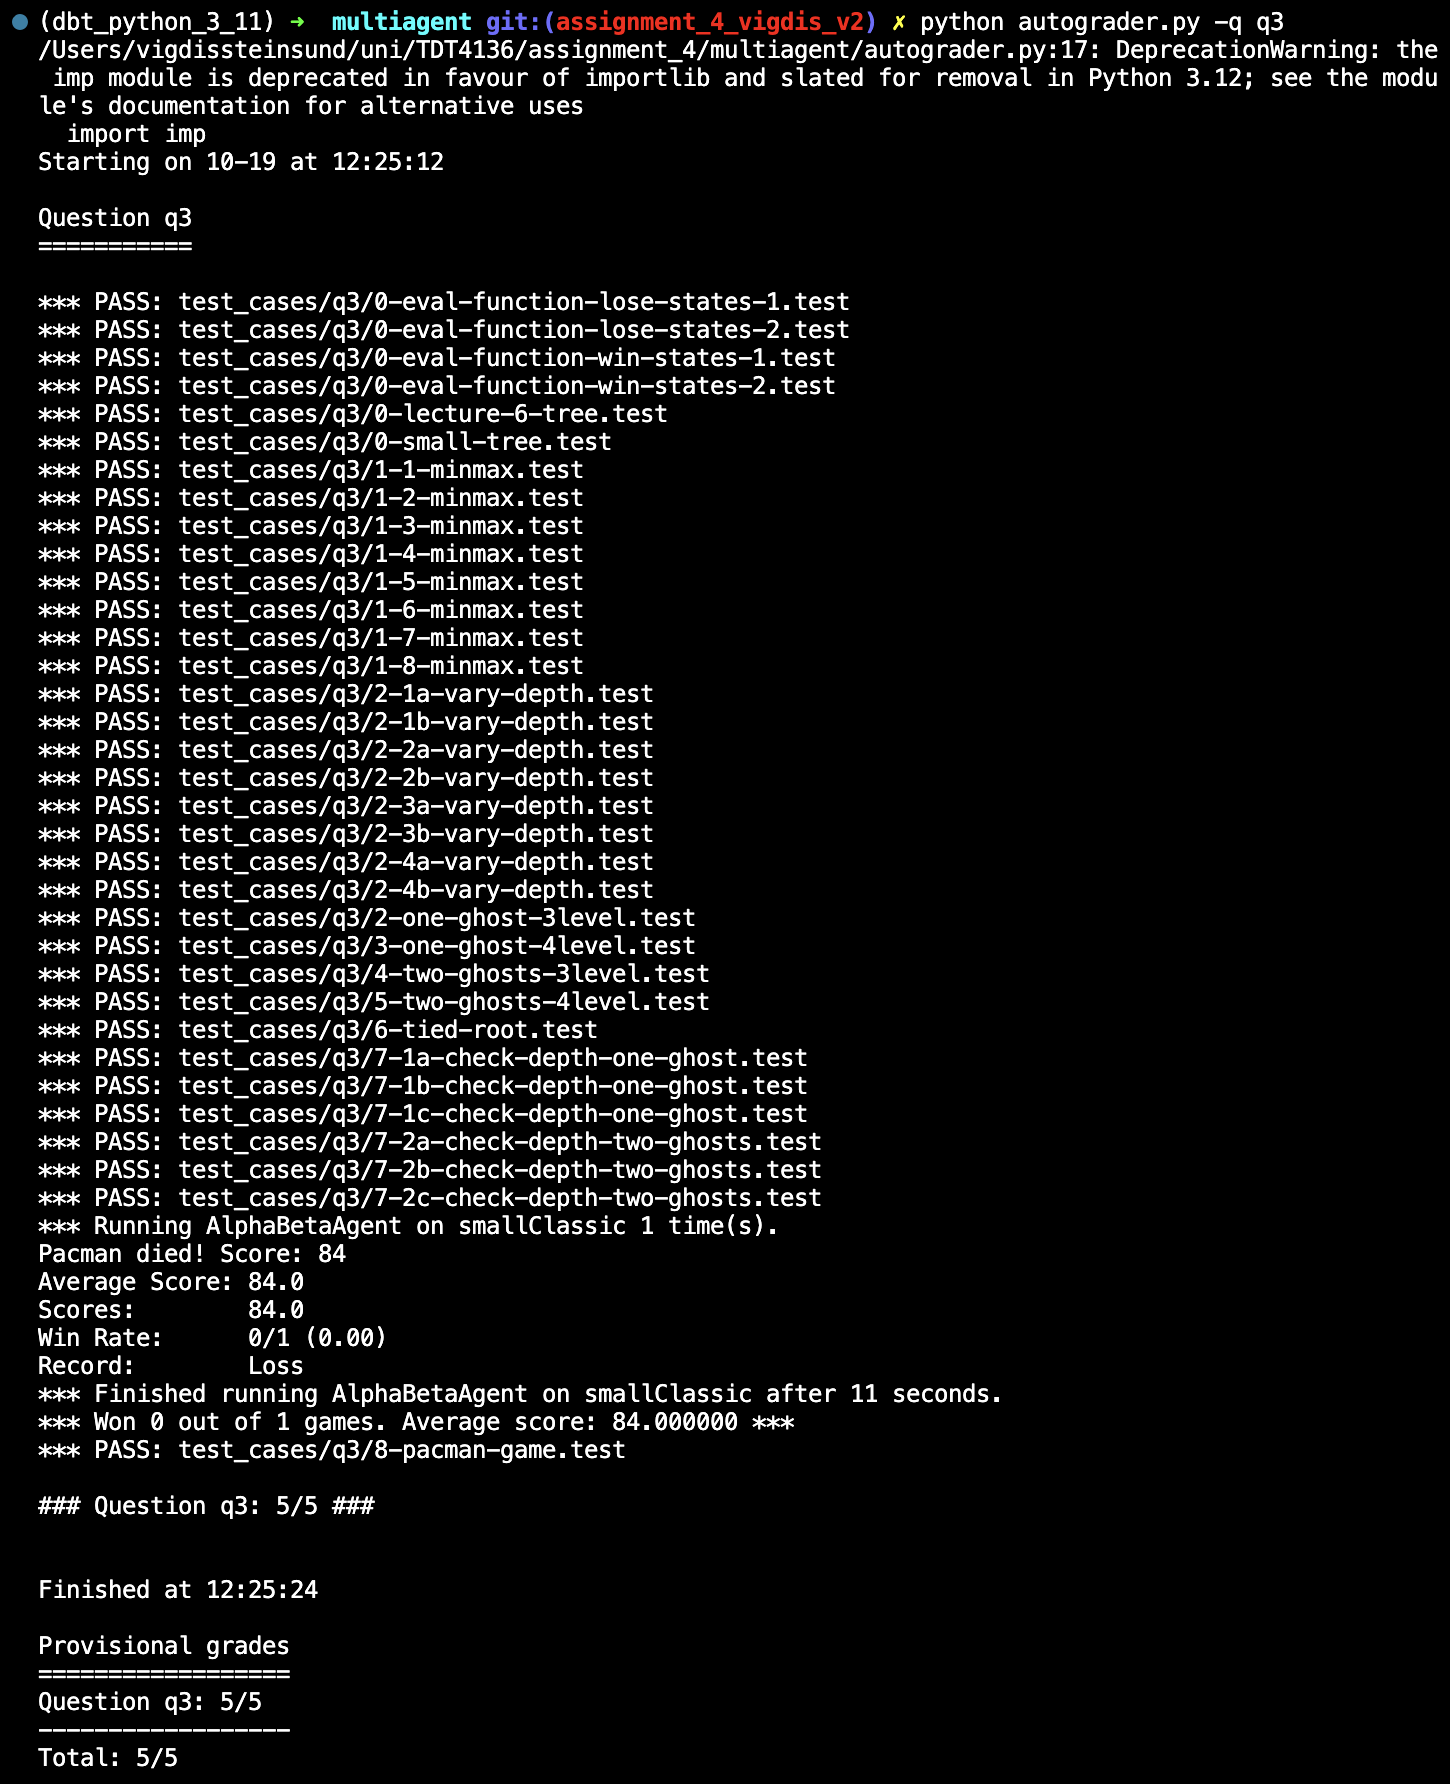 (dbt_python_3_11) ➜  multiagent git:(assignment_4_vigdis_v2) ✗ python autograder.py -q q3
/Users/vigdissteinsund/uni/TDT4136/assignment_4/multiagent/autograder.py:17: DeprecationWarning: the
 imp module is deprecated in favour of importlib and slated for removal in Python 3.12; see the modu
le's documentation for alternative uses
  import imp
Starting on 10-19 at 12:25:12

Question q3
===========

*** PASS: test_cases/q3/0-eval-function-lose-states-1.test
*** PASS: test_cases/q3/0-eval-function-lose-states-2.test
*** PASS: test_cases/q3/0-eval-function-win-states-1.test
*** PASS: test_cases/q3/0-eval-function-win-states-2.test
*** PASS: test_cases/q3/0-lecture-6-tree.test
*** PASS: test_cases/q3/0-small-tree.test
*** PASS: test_cases/q3/1-1-minmax.test
*** PASS: test_cases/q3/1-2-minmax.test
*** PASS: test_cases/q3/1-3-minmax.test
*** PASS: test_cases/q3/1-4-minmax.test
*** PASS: test_cases/q3/1-5-minmax.test
*** PASS: test_cases/q3/1-6-minmax.test
*** PASS: test_cases/q3/1-7-minmax.test
*** PASS: test_cases/q3/1-8-minmax.test
*** PASS: test_cases/q3/2-1a-vary-depth.test
*** PASS: test_cases/q3/2-1b-vary-depth.test
*** PASS: test_cases/q3/2-2a-vary-depth.test
*** PASS: test_cases/q3/2-2b-vary-depth.test
*** PASS: test_cases/q3/2-3a-vary-depth.test
*** PASS: test_cases/q3/2-3b-vary-depth.test
*** PASS: test_cases/q3/2-4a-vary-depth.test
*** PASS: test_cases/q3/2-4b-vary-depth.test
*** PASS: test_cases/q3/2-one-ghost-3level.test
*** PASS: test_cases/q3/3-one-ghost-4level.test
*** PASS: test_cases/q3/4-two-ghosts-3level.test
*** PASS: test_cases/q3/5-two-ghosts-4level.test
*** PASS: test_cases/q3/6-tied-root.test
*** PASS: test_cases/q3/7-1a-check-depth-one-ghost.test
*** PASS: test_cases/q3/7-1b-check-depth-one-ghost.test
*** PASS: test_cases/q3/7-1c-check-depth-one-ghost.test
*** PASS: test_cases/q3/7-2a-check-depth-two-ghosts.test
*** PASS: test_cases/q3/7-2b-check-depth-two-ghosts.test
*** PASS: test_cases/q3/7-2c-check-depth-two-ghosts.test
*** Running AlphaBetaAgent on smallClassic 1 time(s).
Pacman died! Score: 84
Average Score: 84.0
Scores:        84.0
Win Rate:      0/1 (0.00)
Record:        Loss
*** Finished running AlphaBetaAgent on smallClassic after 11 seconds.
*** Won 0 out of 1 games. Average score: 84.000000 ***
*** PASS: test_cases/q3/8-pacman-game.test

### Question q3: 5/5 ###


Finished at 12:25:24

Provisional grades
==================
Question q3: 5/5
------------------
Total: 5/5